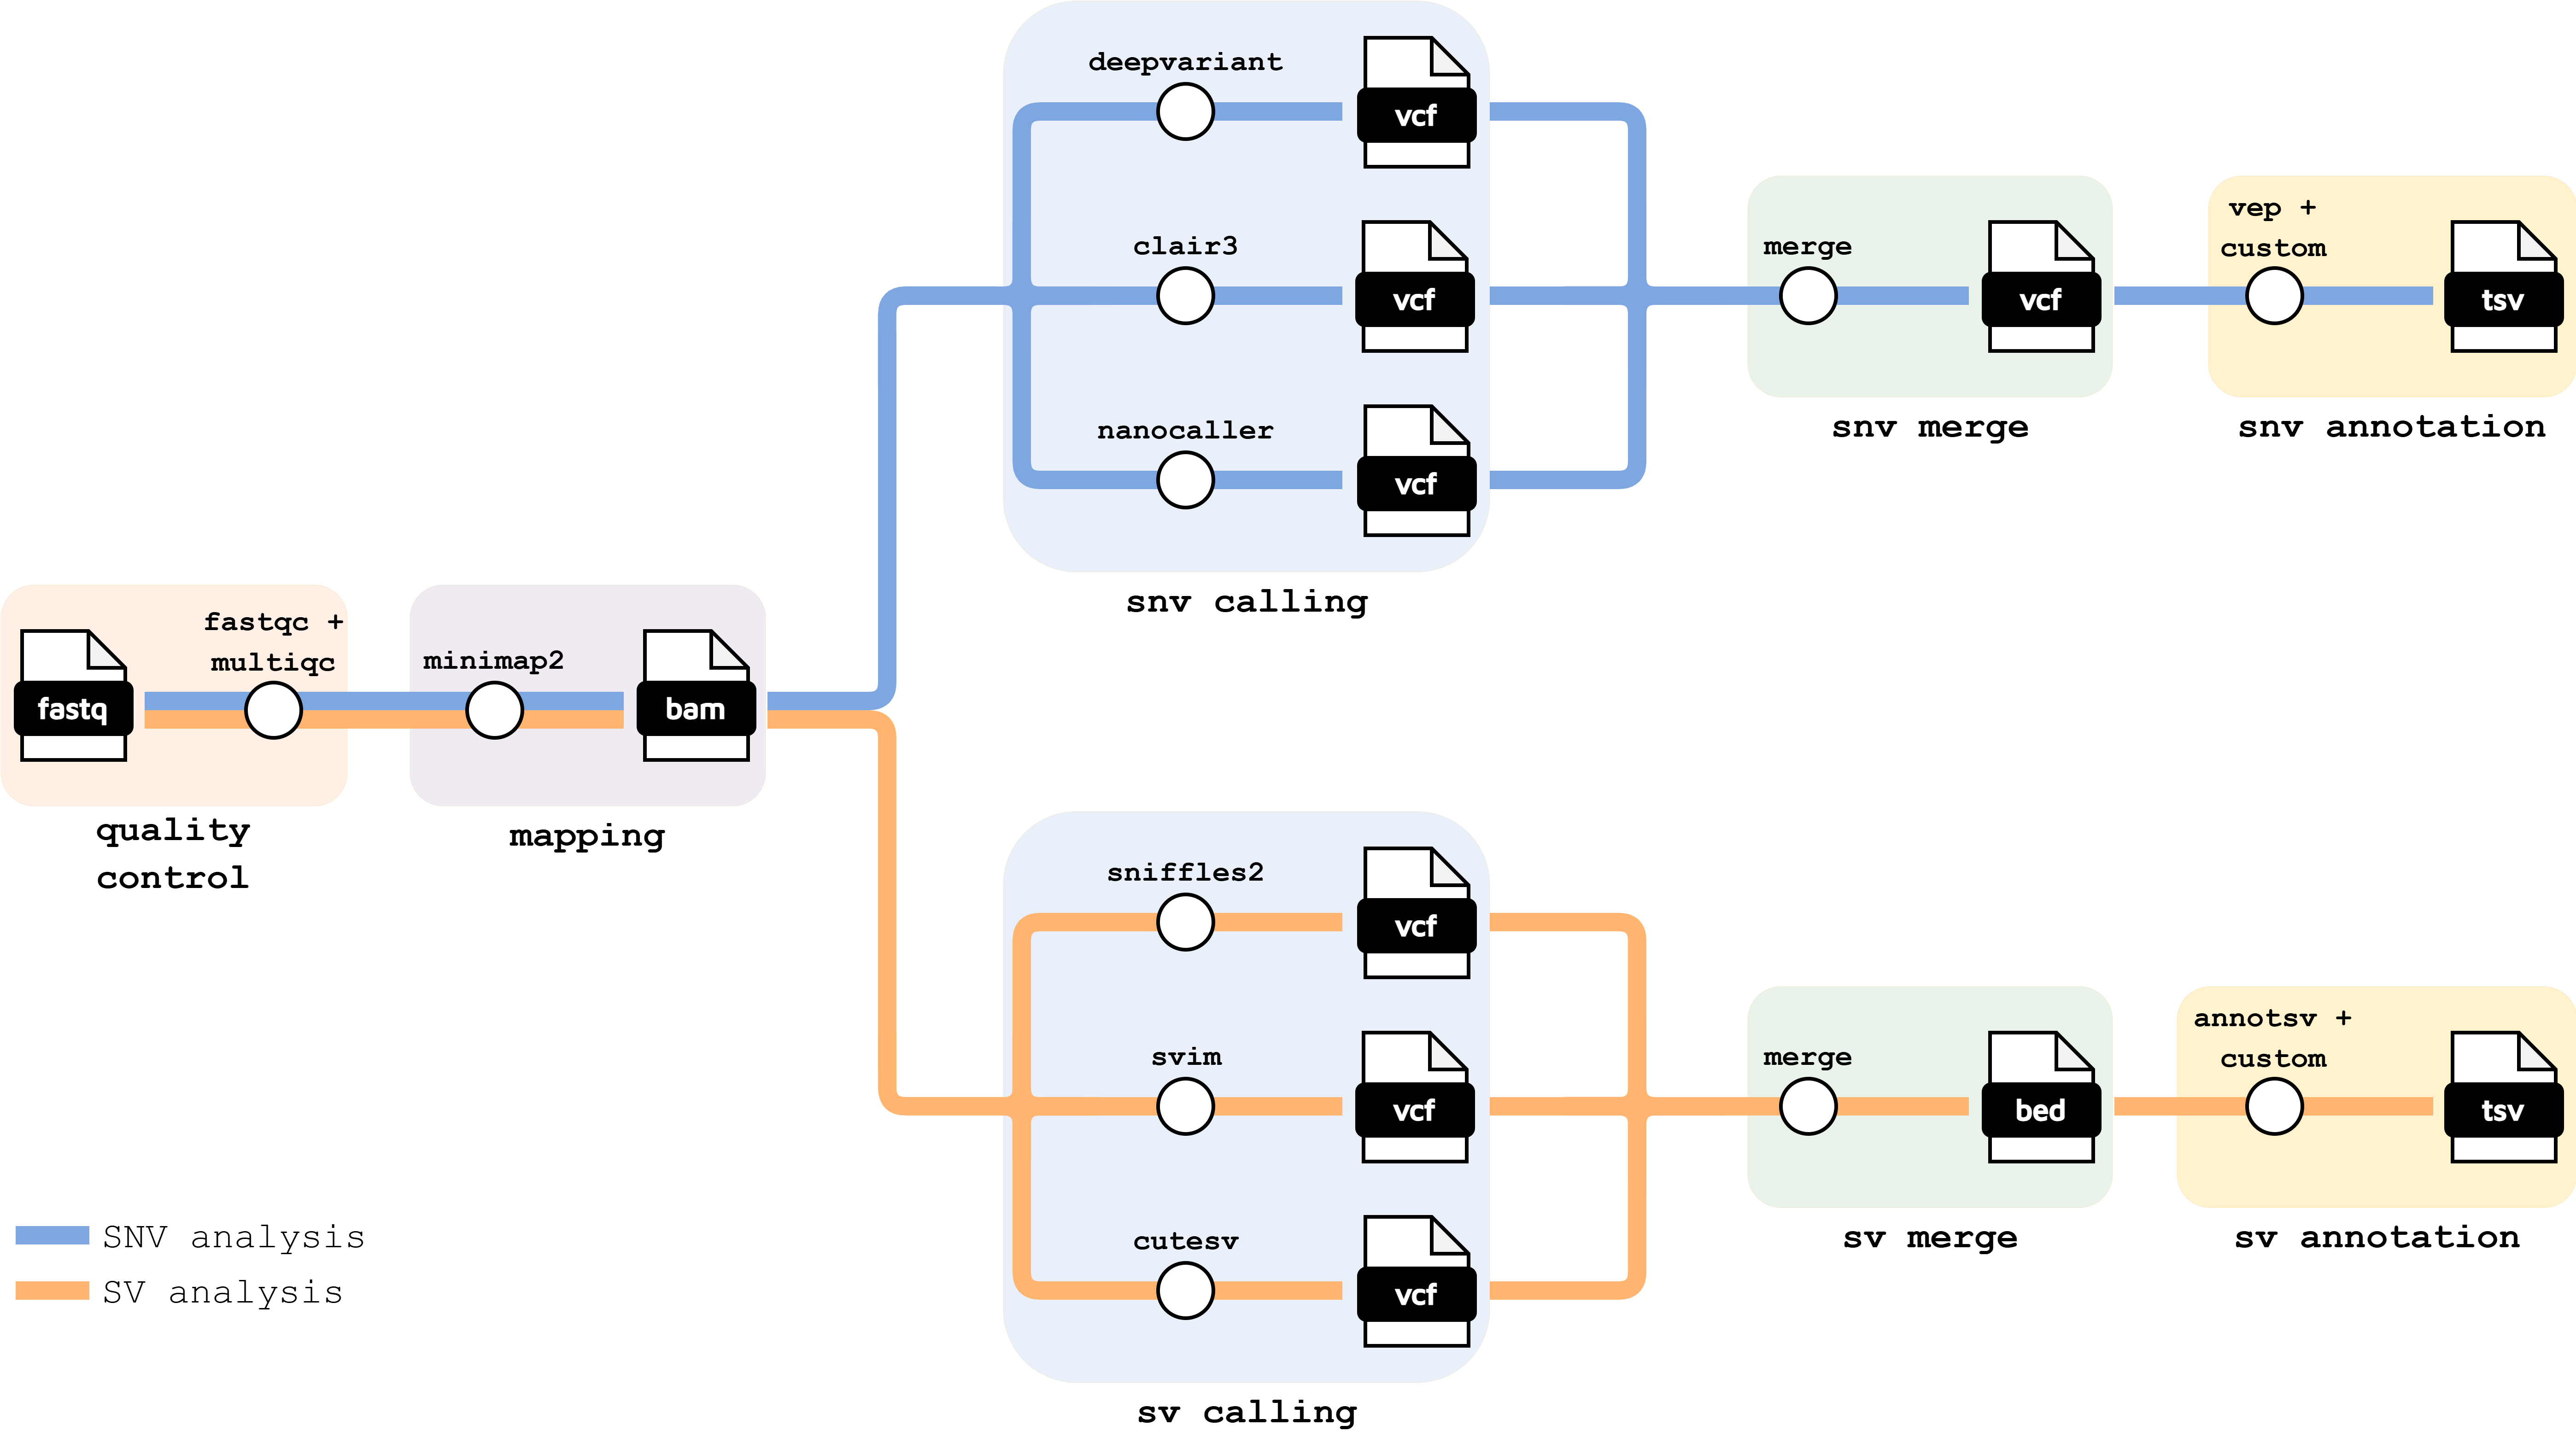 fastq
fastqc +
multiqc
quality
control
minimap2
bam
mapping
deepvariant
vcf
clair3
vcf
nanocaller
vcf
snv calling
merge
vcf
snv merge
vep +
custom
tsv
snv annotation
sniffles2
vcf
svim
vcf
cutesv
vcf
sv calling
merge
bed
sv merge
annotsv +
custom
tsv
sv annotation
SNV analysis
SV analysis